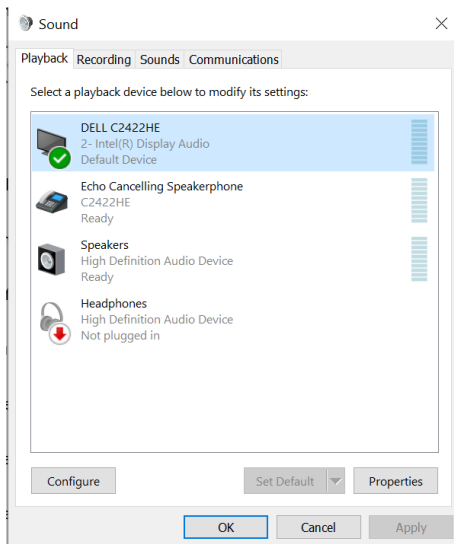 Sound
Playback Recording Sounds Communications
Select a playback device below to modify its settings:
DELL C2422HE
2- Intel(R) Display Audio
Default Device
Echo Cancelling Speakerphone
C2422HE
Ready
Speakers
High Definition Audio Device
Ready
Headphones
High Definition Audio Device
Not plugged in
Configure Set Default Properties
OK Cancel Apply